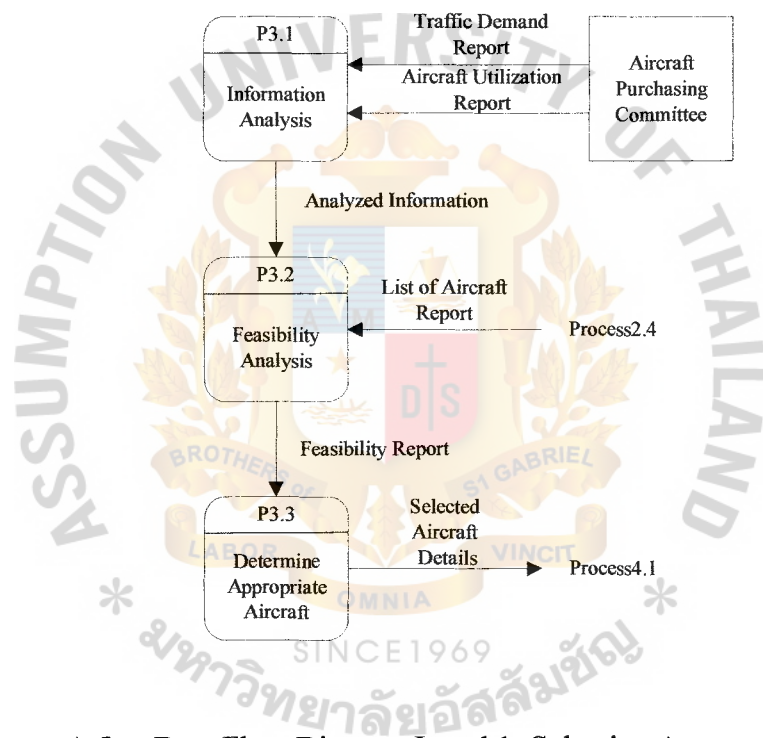 P3.1
Information
Analysis
Traffic Demand
Report
Aircraft Utilization
Report
Aircraft
Purchasing
Committee
Analyzed Information
P3.2
Feasibility
Analysis
List of Aircraft
Report
Process2.4
Feasibility Report
P3.3
Determine
Appropriate
Aircraft
Selected
Aircraft
Details
Process4.1
ASSUMPTION UNIVERSITY OF THAILAND
A M
D S
BROTHERS of
S1 GABRIEL
LABOR
VINCIT
OMNIA
SINCE1969
มหาวิทยาลัยอัสสัมชัญ